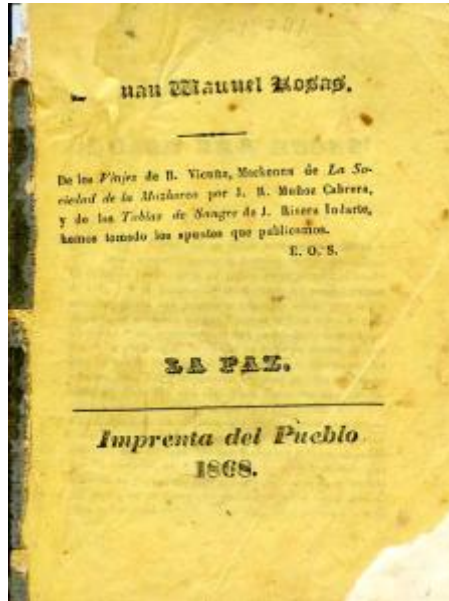 uan Manuel Rosas.
De los Viajes de B. Vicuña, Mackenna de La So-
ciedad de la Mazhorca por J. R. Muñoz Cabrera,
y de las Tablas de Sangre de J. Rivera Indarte,
hemos tomado los apuntes que publicamos.
E. O. S.
LA PAZ.
Imprenta del Pueblo
1868.